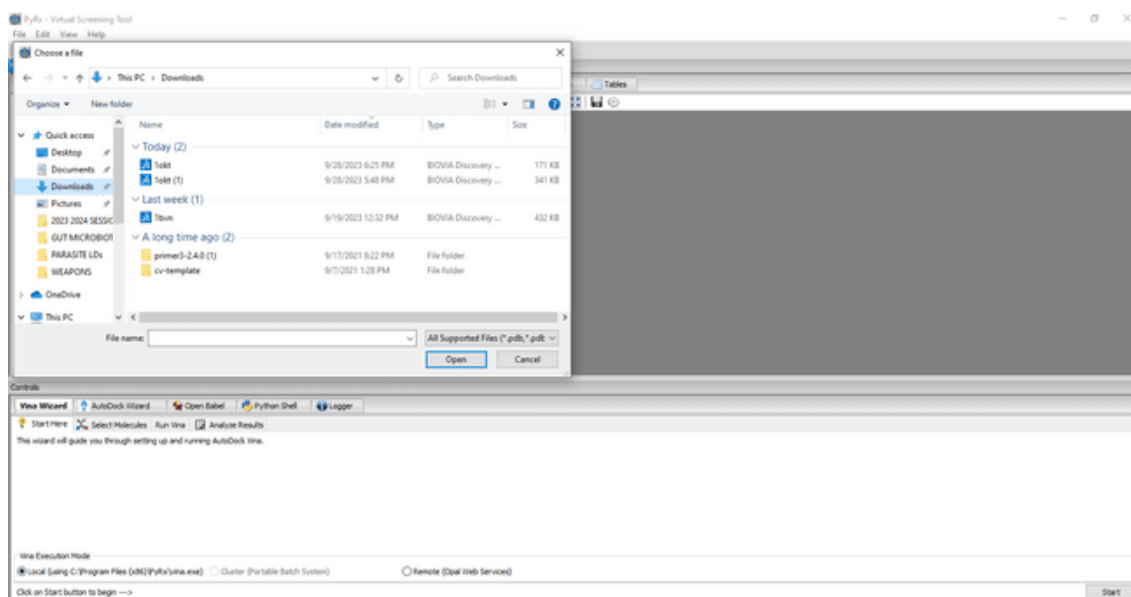 PyRx - Virtual Screening Tool
File Edit View Help
Choose a file
This PC > Downloads
Search Downloads
Tables
Organize New folder
Name Date modified Type Size
Quick access
Today (2)
Desktop
1okt 9/28/2023 6:25 PM BIOVIA Discovery ... 171 KB
Documents
1okt (1) 9/28/2023 5:48 PM BIOVIA Discovery ... 341 KB
Downloads
Last week (1)
Pictures
2023 2024 SESSIC
1bvn 9/19/2023 12:32 PM BIOVIA Discovery ... 432 KB
GUT MICROBIOT
A long time ago (2)
PARASITE LDs
primer3-2.4.0 (1) 9/17/2021 8:22 PM File folder
WEAPONS
cv-template 9/7/2021 1:28 PM File folder
OneDrive
This PC
File name: All Supported Files (*.pdb,*.pdt
Open Cancel
Controls
Vina Wizard AutoDock Wizard Open Babel Python Shell Logger
Start Here Select Molecules Run Vina Analyze Results
This wizard will guide you through setting up and running AutoDock Vina.
Vina Execution Mode
Local (using C:\Program Files (x86)\PyRx\vina.exe) Cluster (Portable Batch System) Remote (Opal Web Services)
Click on Start button to begin --->
Start